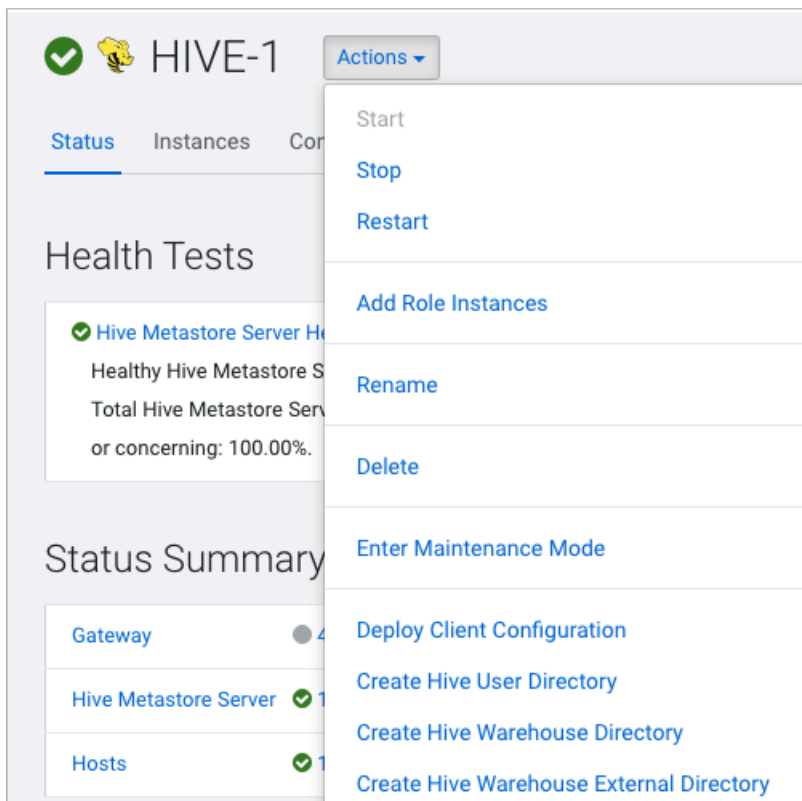 HIVE-1
Actions
Status Instances
Start
Stop
Restart
Add Role Instances
Rename
Delete
Enter Maintenance Mode
Deploy Client Configuration
Create Hive User Directory
Create Hive Warehouse Directory
Create Hive Warehouse External Directory
Health Tests
Hive Metastore Server
Healthy Hive Metastore
Total Hive Metastore
or concerning: 100.00%.
Status Summary
Gateway
Hive Metastore Server 1
Hosts 1